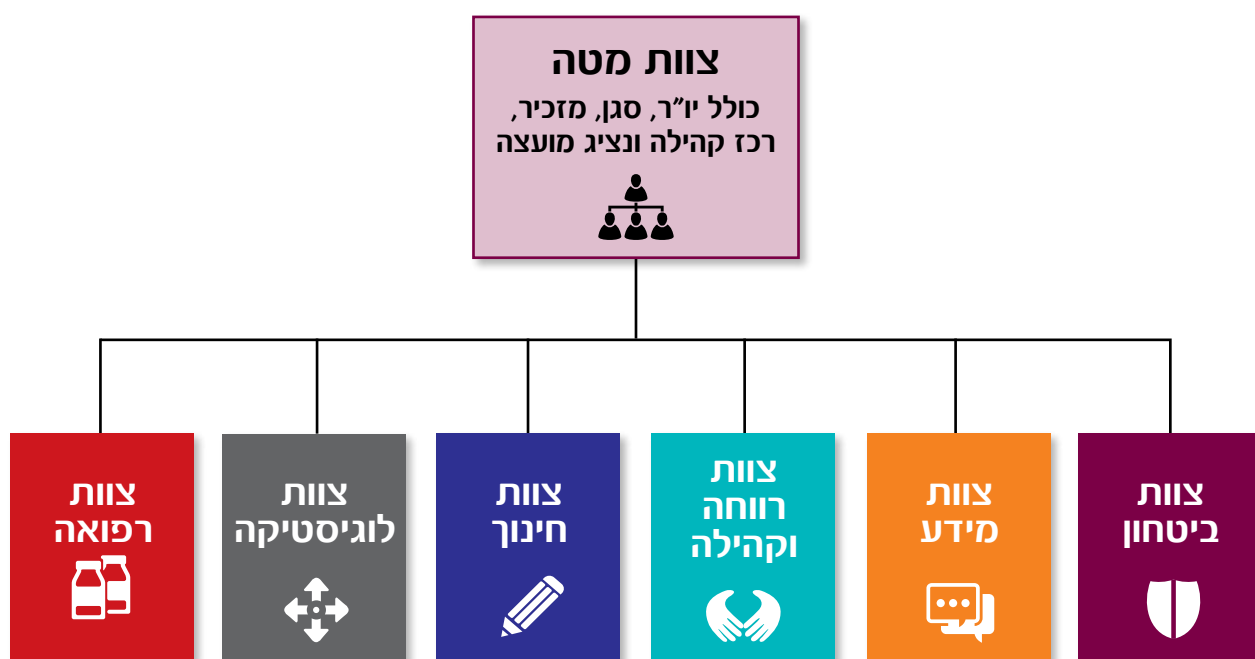 צוות מטה
כולל יו״ר, סגן, מזכיר,
רכז קהילה ונציג מועצה
צוות
ביטחון
צוות
מידע
צוות
רווחה
וקהילה
צוות
חינוך
צוות
לוגיסטיקה
צוות
רפואה